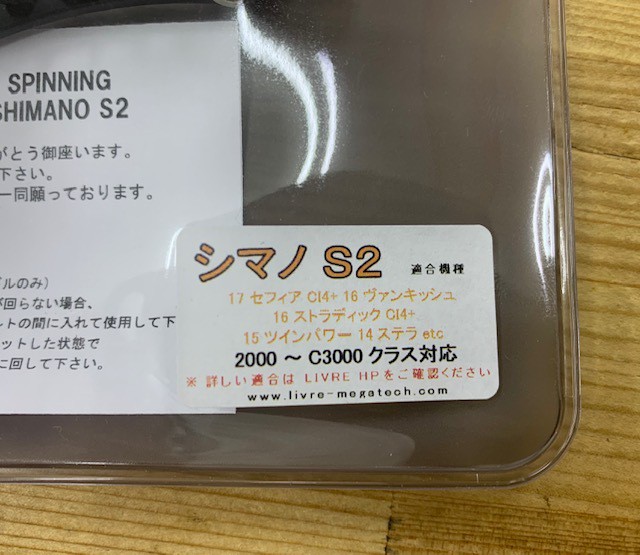 SPINNING
SHIMANO S2
がとう御座います。
下さい。
一同願っております。
ルのみ)
が回らない場合、
ルトの間に入れて使用して下
ットした状態で
に回して下さい。
シマノ S2 適合機種
17 セフィア CI4+ 16 ヴァンキッシュ
16 ストラディック CI4+
15 ツインパワー 14 ステラ etc
2000 ～ C3000 クラス対応
※ 詳しい適合は LIVRE HPをご確認ください
www.livre-megatech.com